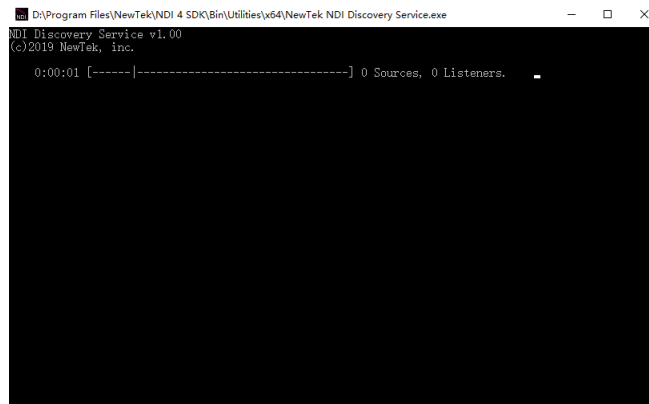 NDI D:\Program Files\NewTek\NDI 4 SDK\Bin\Utilities\x64\NewTek NDI Discovery Service.exe
NDI Discovery Service v1.00
(c)2019 NewTek, inc.
0:00:01 [------|---------------------------------] 0 Sources, 0 Listeners.